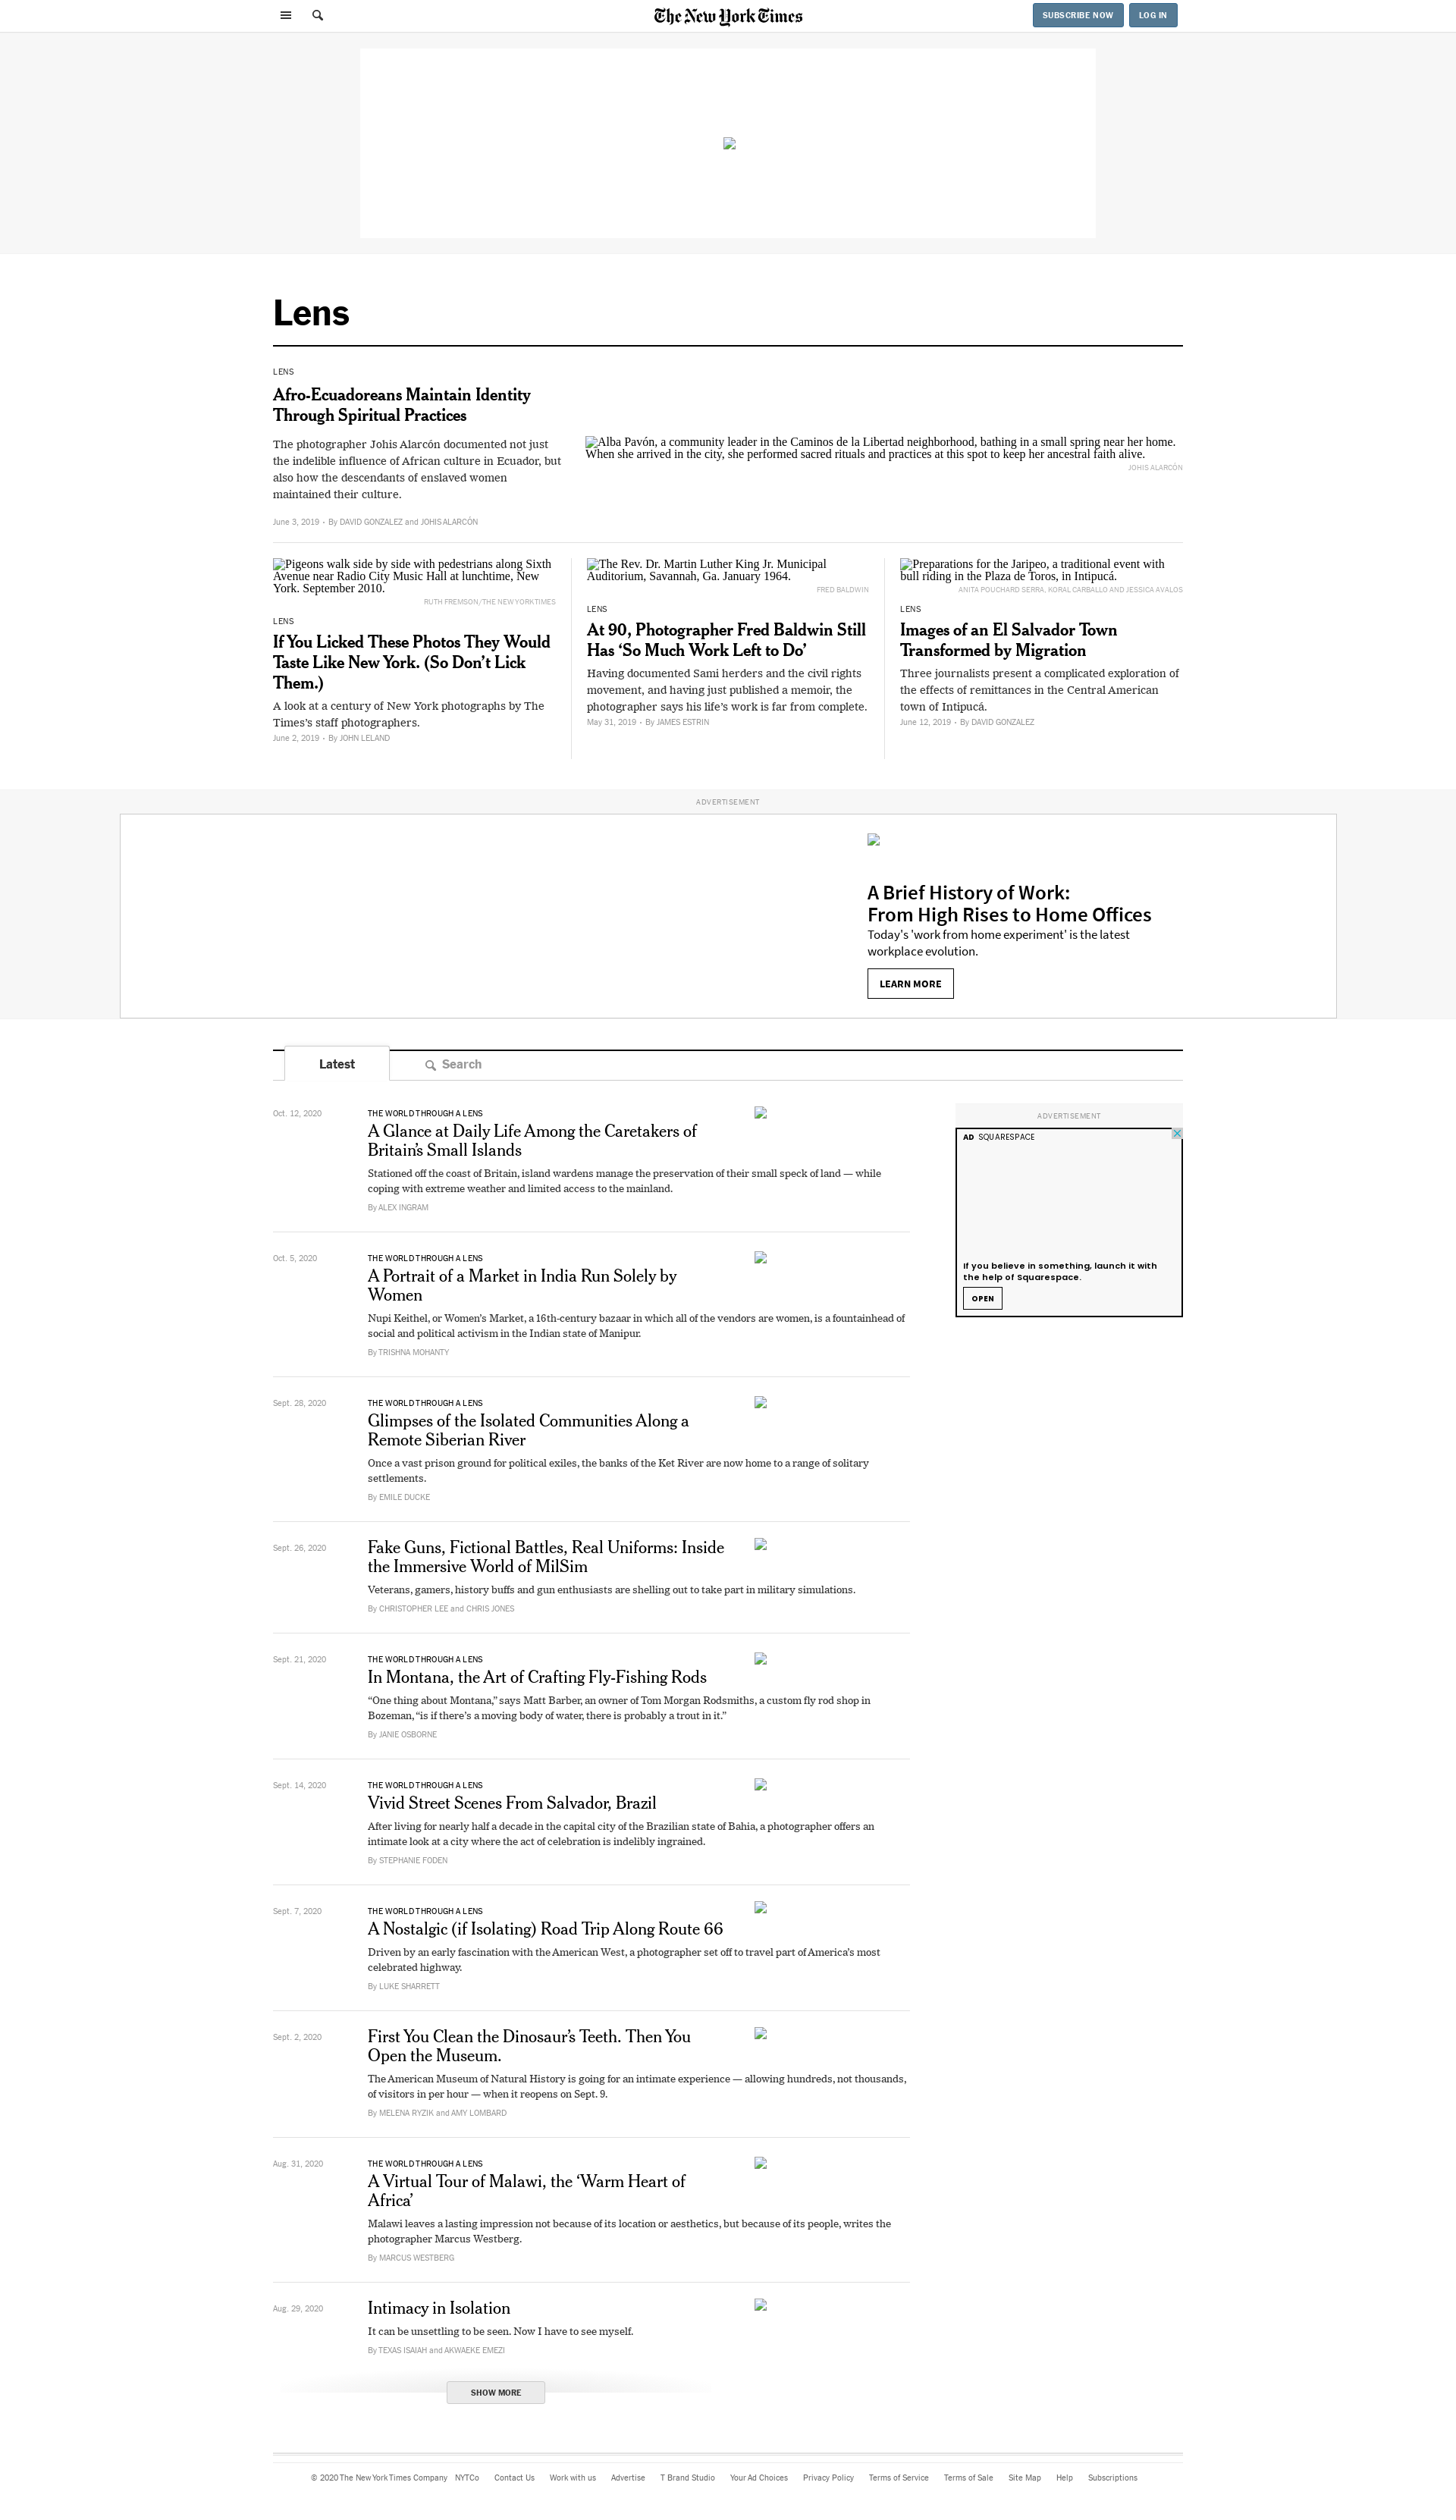 The New York Times
SUBSCRIBE NOW
LOG IN
Lens
LENS
Afro-Ecuadoreans Maintain Identity
Through Spiritual Practices
The photographer Johis Alarcón documented not just
the indelible influence of African culture in Ecuador, but
also how the descendants of enslaved women
maintained their culture.
June 3, 2019 • By DAVID GONZALEZ and JOHIS ALARCÓN
Alba Pavón, a community leader in the Caminos de la Libertad neighborhood, bathing in a small spring near her home.
When she arrived in the city, she performed sacred rituals and practices at this spot to keep her ancestral faith alive.
JOHIS ALARCÓN
Pigeons walk side by side with pedestrians along Sixth
Avenue near Radio City Music Hall at lunchtime, New
York. September 2010.
RUTH FREMSON/THE NEW YORK TIMES
LENS
If You Licked These Photos They Would
Taste Like New York. (So Don’t Lick
Them.)
A look at a century of New York photographs by The
Times’s staff photographers.
June 2, 2019 • By JOHN LELAND
The Rev. Dr. Martin Luther King Jr. Municipal
Auditorium, Savannah, Ga. January 1964.
FRED BALDWIN
LENS
At 90, Photographer Fred Baldwin Still
Has ‘So Much Work Left to Do’
Having documented Sami herders and the civil rights
movement, and having just published a memoir, the
photographer says his life’s work is far from complete.
May 31, 2019 • By JAMES ESTRIN
Preparations for the Jaripeo, a traditional event with
bull riding in the Plaza de Toros, in Intipucá.
ANITA POUCHARD SERRA, KORAL CARBALLO AND JESSICA AVALOS
LENS
Images of an El Salvador Town
Transformed by Migration
Three journalists present a complicated exploration of
the effects of remittances in the Central American
town of Intipucá.
June 12, 2019 • By DAVID GONZALEZ
ADVERTISEMENT
A Brief History of Work:
From High Rises to Home Offices
Today's 'work from home experiment' is the latest
workplace evolution.
LEARN MORE
Latest
Search
Oct. 12, 2020
THE WORLD THROUGH A LENS
A Glance at Daily Life Among the Caretakers of
Britain’s Small Islands
Stationed off the coast of Britain, island wardens manage the preservation of their small speck of land — while
coping with extreme weather and limited access to the mainland.
By ALEX INGRAM
ADVERTISEMENT
AD SQUARESPACE
If you believe in something, launch it with
the help of Squarespace.
OPEN
Oct. 5, 2020
THE WORLD THROUGH A LENS
A Portrait of a Market in India Run Solely by
Women
Nupi Keithel, or Women's Market, a 16th-century bazaar in which all of the vendors are women, is a fountainhead of
social and political activism in the Indian state of Manipur.
By TRISHNA MOHANTY
Sept. 28, 2020
THE WORLD THROUGH A LENS
Glimpses of the Isolated Communities Along a
Remote Siberian River
Once a vast prison ground for political exiles, the banks of the Ket River are now home to a range of solitary
settlements.
By EMILE DUCKE
Sept. 26, 2020
Fake Guns, Fictional Battles, Real Uniforms: Inside
the Immersive World of MilSim
Veterans, gamers, history buffs and gun enthusiasts are shelling out to take part in military simulations.
By CHRISTOPHER LEE and CHRIS JONES
Sept. 21, 2020
THE WORLD THROUGH A LENS
In Montana, the Art of Crafting Fly-Fishing Rods
“One thing about Montana,” says Matt Barber, an owner of Tom Morgan Rodsmiths, a custom fly rod shop in
Bozeman, “is if there’s a moving body of water, there is probably a trout in it.”
By JANIE OSBORNE
Sept. 14, 2020
THE WORLD THROUGH A LENS
Vivid Street Scenes From Salvador, Brazil
After living for nearly half a decade in the capital city of the Brazilian state of Bahia, a photographer offers an
intimate look at a city where the act of celebration is indelibly ingrained.
By STEPHANIE FODEN
Sept. 7, 2020
THE WORLD THROUGH A LENS
A Nostalgic (if Isolating) Road Trip Along Route 66
Driven by an early fascination with the American West, a photographer set off to travel part of America’s most
celebrated highway.
By LUKE SHARRETT
Sept. 2, 2020
First You Clean the Dinosaur’s Teeth. Then You
Open the Museum.
The American Museum of Natural History is going for an intimate experience — allowing hundreds, not thousands,
of visitors in per hour — when it reopens on Sept. 9.
By MELENA RYZIK and AMY LOMBARD
Aug. 31, 2020
THE WORLD THROUGH A LENS
A Virtual Tour of Malawi, the ‘Warm Heart of
Africa’
Malawi leaves a lasting impression not because of its location or aesthetics, but because of its people, writes the
photographer Marcus Westberg.
By MARCUS WESTBERG
Aug. 29, 2020
Intimacy in Isolation
It can be unsettling to be seen. Now I have to see myself.
By TEXAS ISAIAH and AKWAEKE EMEZI
SHOW MORE
© 2020 The New York Times Company NYTCo Contact Us Work with us Advertise T Brand Studio Your Ad Choices Privacy Policy Terms of Service Terms of Sale Site Map Help Subscriptions